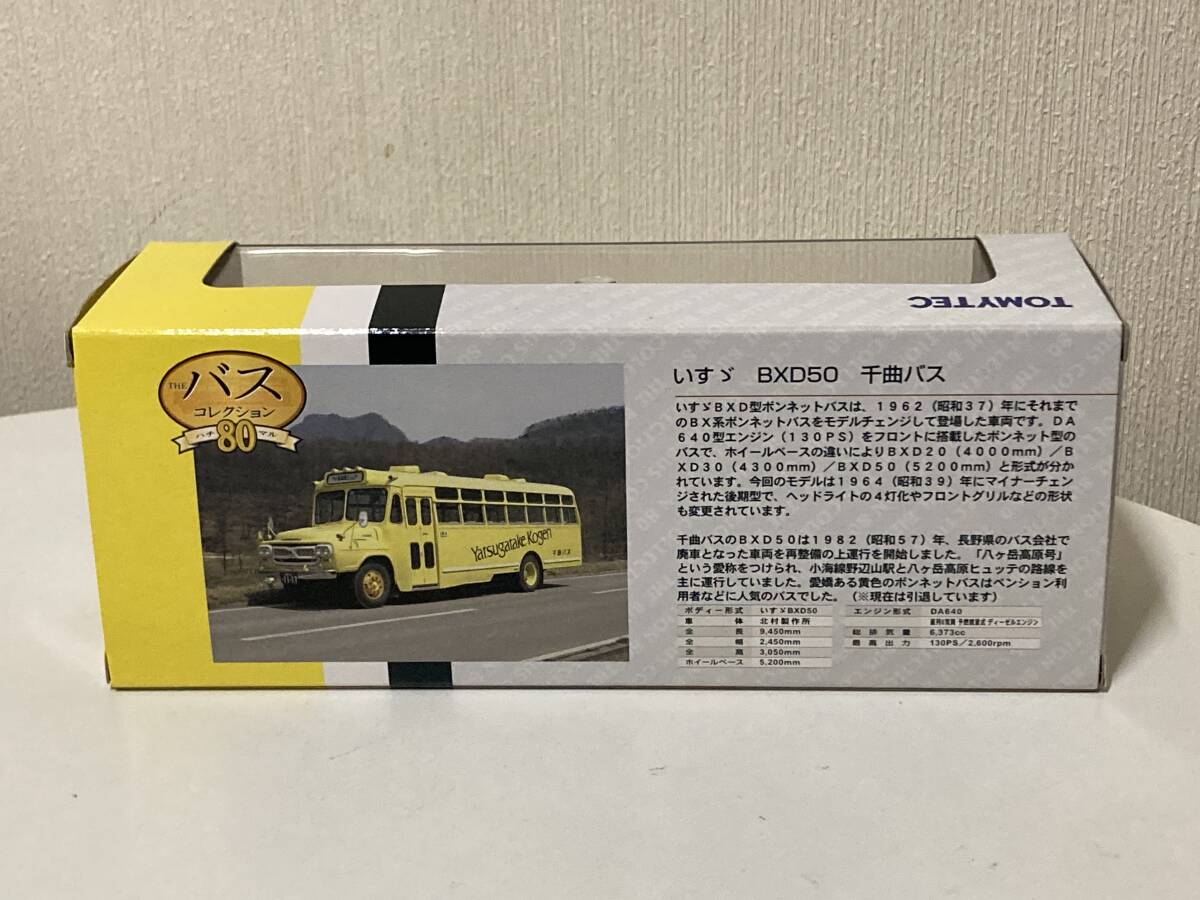 TOMYTEC
THE バス
コレクション
ハチ 80 マル
Yatsugatake Kogen
千曲バス
いすゞ BXD50 千曲バス
いすゞBXD型ボンネットバスは、1962（昭和37）年にそれまで
のBX系ボンネットバスをモデルチェンジして登場した車両です。DA
640型エンジン（130PS）をフロントに搭載したボンネット型の
バスで、ホイールベースの違いによりBXD20（4000mm）／B
XD30（4300mm）／BXD50（5200mm）と形式が分か
れています。今回のモデルは1964（昭和39）年にマイナーチェン
ジされた後期型で、ヘッドライトの4灯化やフロントグリルなどの形状
も変更されています。
千曲バスのBXD50は1982（昭和57）年、長野県のバス会社で
廃車となった車両を再整備の上運行を開始しました。「八ヶ岳高原号」
という愛称をつけられ、小海線野辺山駅と八ヶ岳高原ヒュッテの路線を
主に運行していました。愛嬌ある黄色のボンネットバスはペンション利
用者などに人気のバスでした。（※現在は引退しています）
ボディー形式 いすゞBXD50
車体 北村製作所
全長 9,450mm
全幅 2,450mm
全高 3,050mm
ホイールベース 5,200mm
エンジン形式 DA640
直列6気筒 予燃焼室式 ディーゼルエンジン
総排気量 6,373cc
最高出力 130PS／2,600rpm